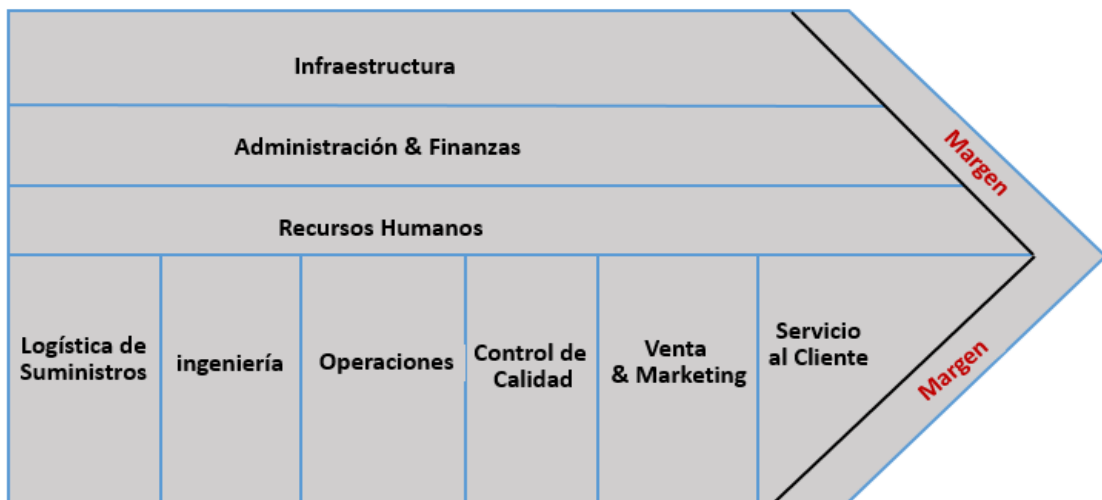 Infraestructura
Administración & Finanzas
Margen
Recursos Humanos
Logística de
Suministros
ingeniería
Operaciones
Control de
Calidad
Venta
& Marketing
Servicio
al Cliente
Margen